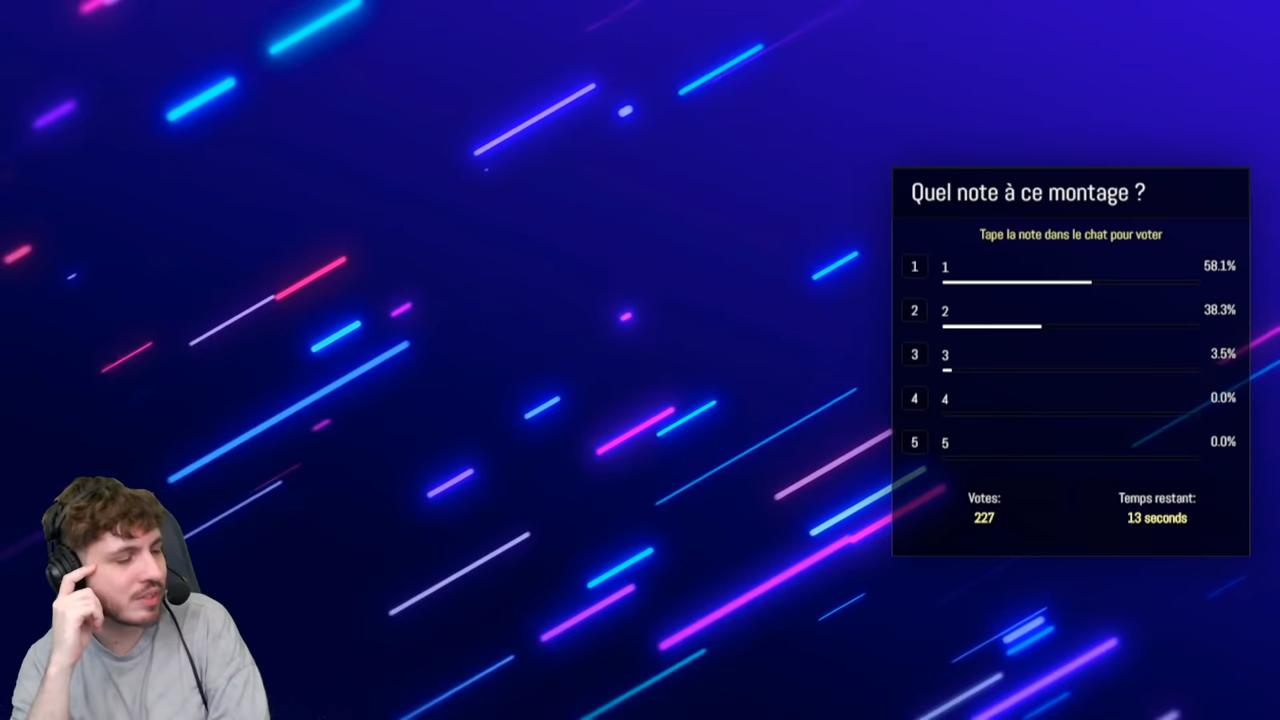 Quel note à ce montage ?
Tape la note dans le chat pour voter
1 1 58.1%
2 2 38.3%
3 3 3.5%
4 4 0.0%
5 5 0.0%
Votes: Temps restant:
227 13 seconds